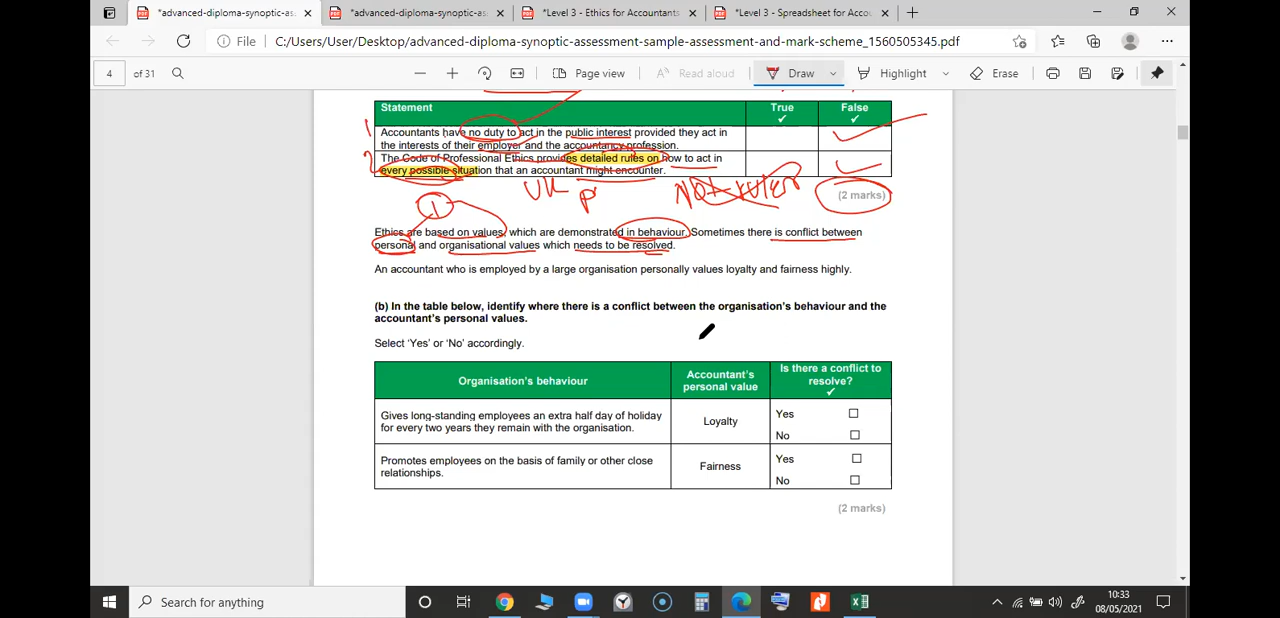 *advanced-diploma-synoptic-asses
*advanced-diploma-synoptic-asses
*Level 3 - Ethics for Accountants
*Level 3 - Spreadsheet for Accou
File
C:/Users/User/Desktop/advanced-diploma-synoptic-assessment-sample-assessment-and-mark-scheme_1560505345.pdf
4 of 31
Page view
Read aloud
Draw
Highlight
Erase
Statement True False
1 Accountants have no duty to act in the public interest provided they act in
the interests of their employer and the accountancy profession.
2 The Code of Professional Ethics provides detailed rules on how to act in
every possible situation that an accountant might encounter.
UK
Not rules
(2 marks)
1
Ethics are based on values, which are demonstrated in behaviour. Sometimes there is conflict between
personal and organisational values which needs to be resolved.
An accountant who is employed by a large organisation personally values loyalty and fairness highly.
(b) In the table below, identify where there is a conflict between the organisation's behaviour and the
accountant's personal values.
Select 'Yes' or 'No' accordingly.
Organisation's behaviour
Accountant's
personal value
Is there a conflict to
resolve?
Gives long-standing employees an extra half day of holiday
for every two years they remain with the organisation.
Loyalty
Yes
No
Promotes employees on the basis of family or other close
relationships.
Fairness
Yes
No
(2 marks)
Search for anything
10:33
08/05/2021